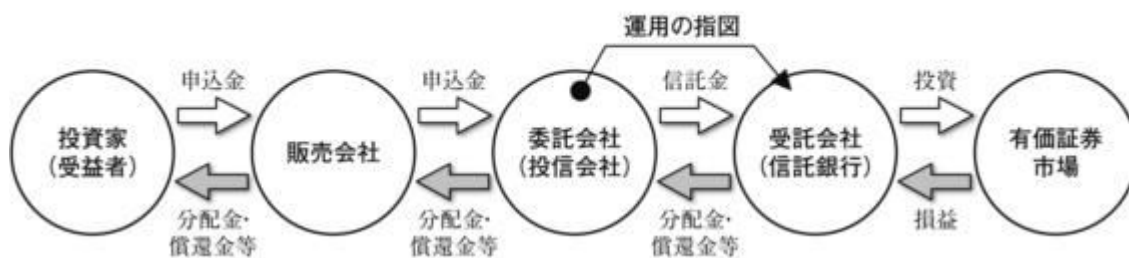 運用の指図
申込金
申込金
信託金
投資
投資家
(受益者)
販売会社
委託会社
(投信会社)
受託会社
(信託銀行)
有価証券
市場
分配金・
償還金等
分配金・
償還金等
分配金・
償還金等
損益